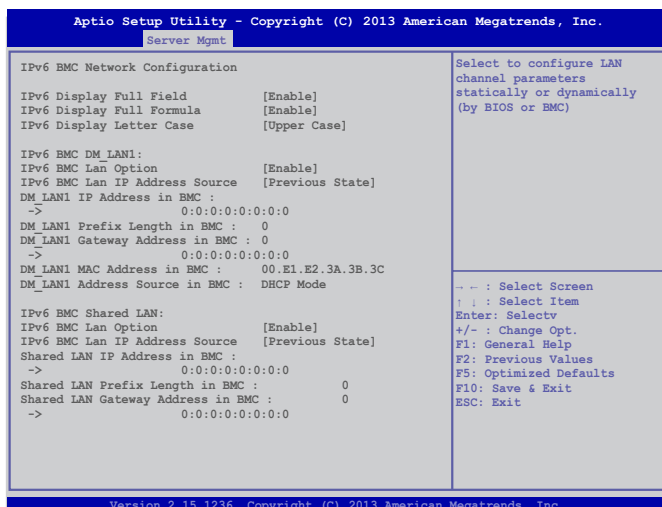 Aptio Setup Utility - Copyright (C) 2013 American Megatrends, Inc.
Server Mgmt
IPv6 BMC Network Configuration
IPv6 Display Full Field [Enable]
IPv6 Display Full Formula [Enable]
IPv6 Display Letter Case [Upper Case]
IPv6 BMC DM_LAN1:
IPv6 BMC Lan Option [Enable]
IPv6 BMC Lan IP Address Source [Previous State]
DM_LAN1 IP Address in BMC :
-> 0:0:0:0:0:0:0:0
DM_LAN1 Prefix Length in BMC : 0
DM_LAN1 Gateway Address in BMC : 0
-> 0:0:0:0:0:0:0:0
DM_LAN1 MAC Address in BMC : 00.E1.E2.3A.3B.3C
DM_LAN1 Address Source in BMC : DHCP Mode
IPv6 BMC Shared LAN:
IPv6 BMC Lan Option [Enable]
IPv6 BMC Lan IP Address Source [Previous State]
Shared LAN IP Address in BMC :
-> 0:0:0:0:0:0:0:0
Shared LAN Prefix Length in BMC : 0
Shared LAN Gateway Address in BMC : 0
-> 0:0:0:0:0:0:0:0
Select to configure LAN
channel parameters
statically or dynamically
(by BIOS or BMC)
→ ← : Select Screen
↑ ↓ : Select Item
Enter: Selectv
+/- : Change Opt.
F1: General Help
F2: Previous Values
F5: Optimized Defaults
F10: Save & Exit
ESC: Exit
Version 2.15.1236. Copyright (C) 2013 American Megatrends, Inc.